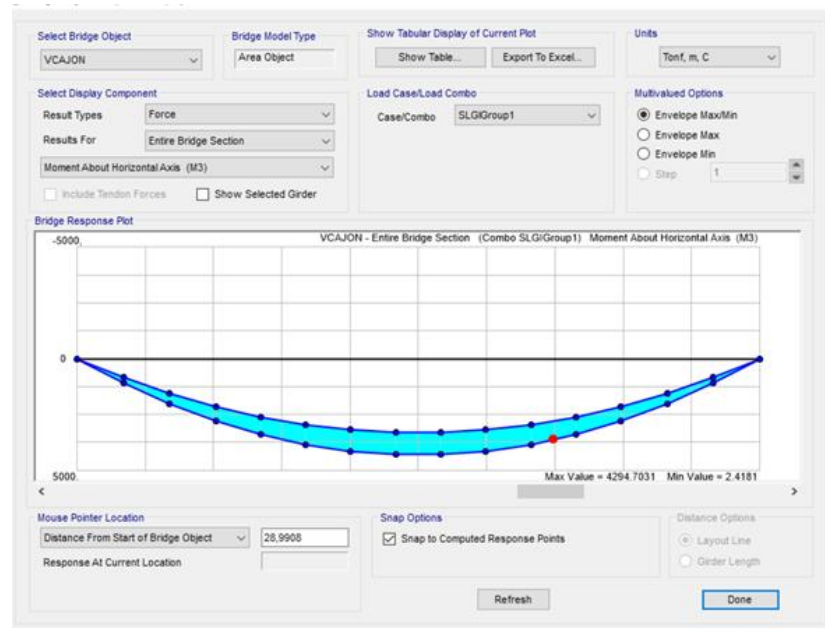 Select Bridge Object
VCAJON
Bridge Model Type
Area Object
Show Tabular Display of Current Plot
Show Table...
Export To Excel...
Units
Tonf, m, C
Select Display Component
Result Types
Force
Results For
Entire Bridge Section
Moment About Horizontal Axis (M3)
Include Tendon Forces
Show Selected Girder
Load Case/Load Combo
Case/Combo
SLGIGroup1
Multivalued Options
Envelope Max/Min
Envelope Max
Envelope Min
Step
1
Bridge Response Plot
-5000.
VCAJON - Entire Bridge Section (Combo SLGIGroup1) Moment About Horizontal Axis (M3)
0
5000.
Max Value = 4294.7031 Min Value = 2.4181
Mouse Pointer Location
Distance From Start of Bridge Object
28,9908
Response At Current Location
Snap Options
Snap to Computed Response Points
Distance Options
Layout Line
Girder Length
Refresh
Done